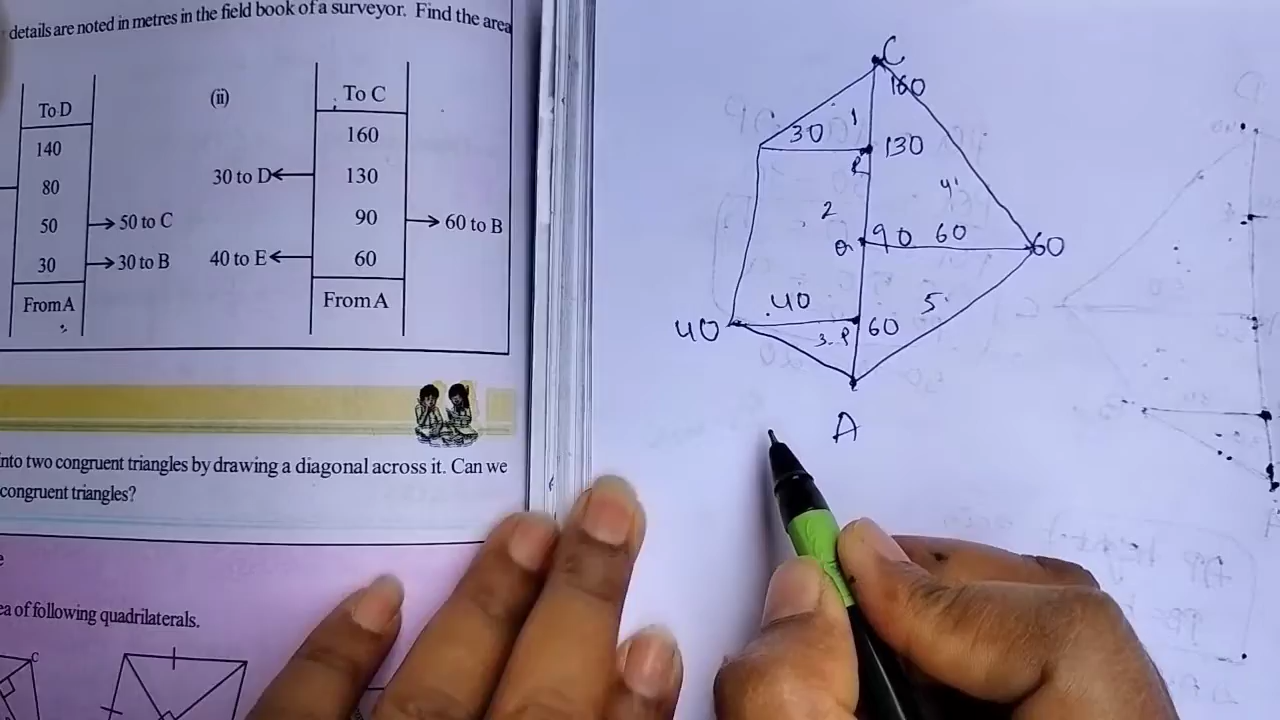 details are noted in metres in the field book of a surveyor. Find the area
To D
140
80
50 → 50 to C
30 → 30 to B
From A
(ii)
To C
160
30 to D ← 130
90 → 60 to B
40 to E ← 60
From A
into two congruent triangles by drawing a diagonal across it. Can we
congruent triangles?
ea of following quadrilaterals.
C
C
160
30
1
130
R
4
2
Q
90
60
60
40
5
40
3.
P
60
A